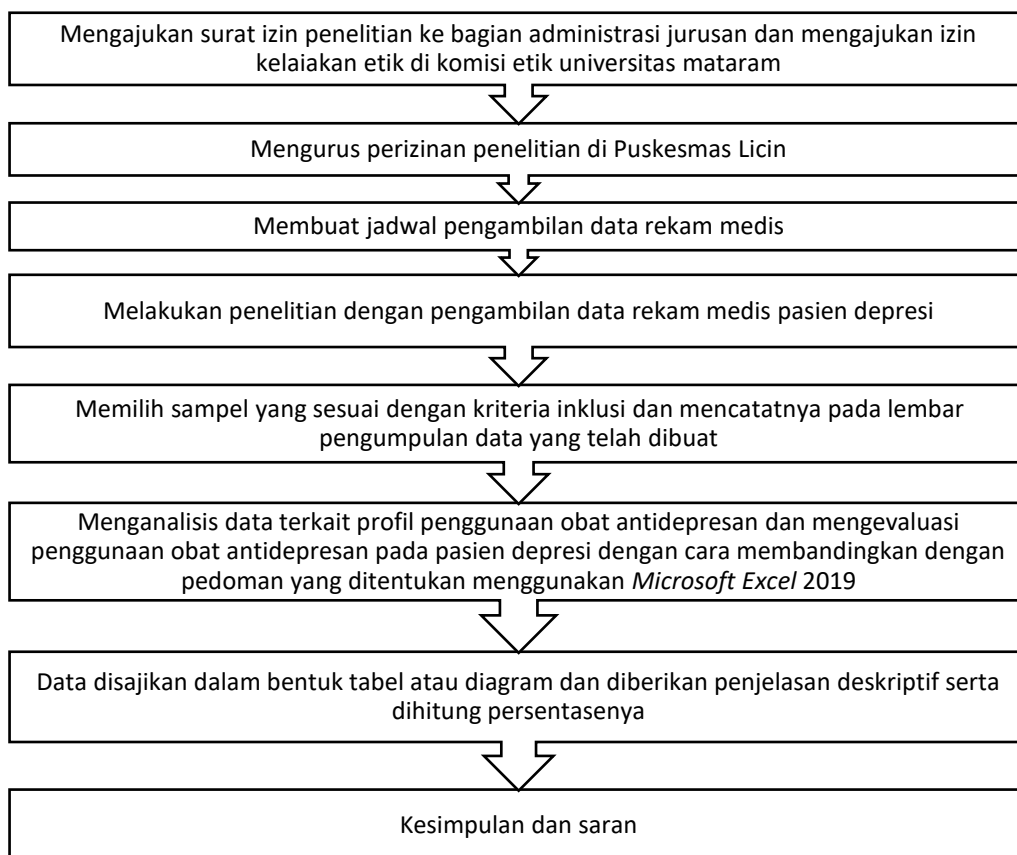 Mengajukan surat izin penelitian ke bagian administrasi jurusan dan mengajukan izin
kelaiakan etik di komisi etik universitas mataram
Mengurus perizinan penelitian di Puskesmas Licin
Membuat jadwal pengambilan data rekam medis
Melakukan penelitian dengan pengambilan data rekam medis pasien depresi
Memilih sampel yang sesuai dengan kriteria inklusi dan mencatatnya pada lembar
pengumpulan data yang telah dibuat
Menganalisis data terkait profil penggunaan obat antidepresan dan mengevaluasi
penggunaan obat antidepresan pada pasien depresi dengan cara membandingkan dengan
pedoman yang ditentukan menggunakan Microsoft Excel 2019
Data disajikan dalam bentuk tabel atau diagram dan diberikan penjelasan deskriptif serta
dihitung persentasenya
Kesimpulan dan saran